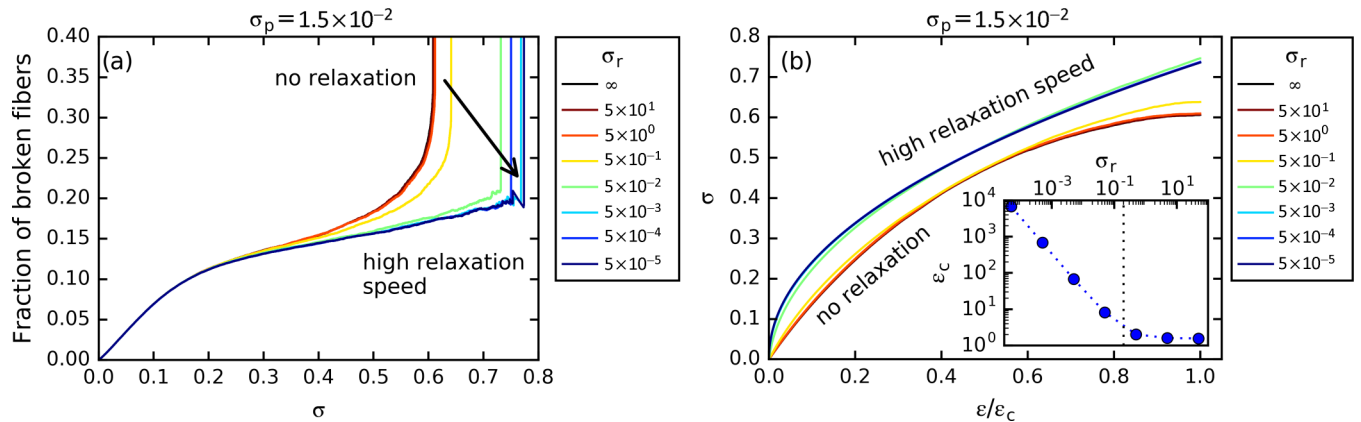 σp = 1.5×10⁻²
(a)
no relaxation
high relaxation
speed
Fraction of broken fibers
0.40
0.35
0.30
0.25
0.20
0.15
0.10
0.05
0.00
0.0 0.1 0.2 0.3 0.4 0.5 0.6 0.7 0.8
σ
σr
∞
5×10¹
5×10⁰
5×10⁻¹
5×10⁻²
5×10⁻³
5×10⁻⁴
5×10⁻⁵
σp = 1.5×10⁻²
(b)
high relaxation speed
no relaxation
σ
0.8
0.7
0.6
0.5
0.4
0.3
0.2
0.1
0.0
0.0 0.2 0.4 0.6 0.8 1.0
ε/εc
σr
10⁻³ 10⁻¹ 10¹
εc
10⁴
10³
10²
10¹
10⁰
σr
∞
5×10¹
5×10⁰
5×10⁻¹
5×10⁻²
5×10⁻³
5×10⁻⁴
5×10⁻⁵